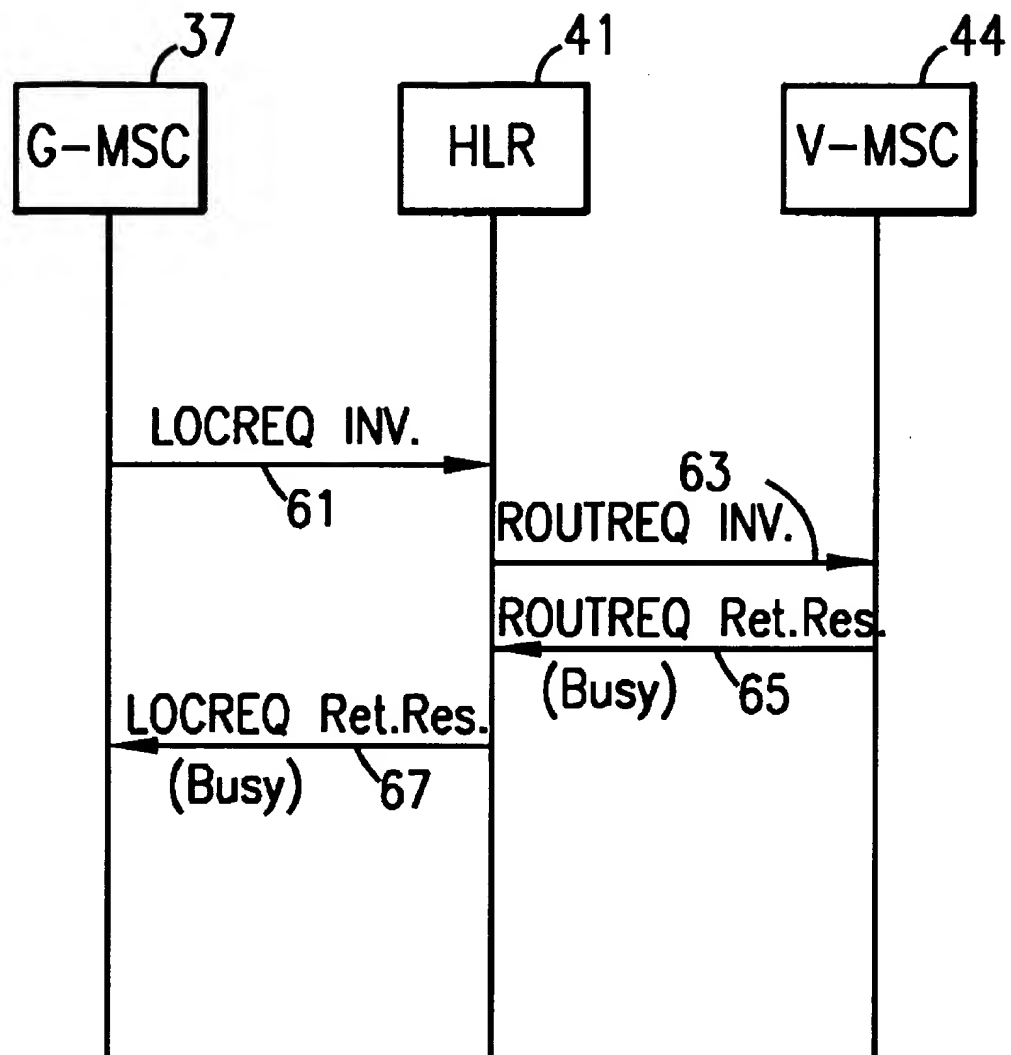 37 41 44
G-MSC HLR V-MSC
LOCREQ INV.
61
63
ROUTREQ INV.
ROUTREQ Ret.Res.
(Busy) 65
LOCREQ Ret.Res.
(Busy) 67